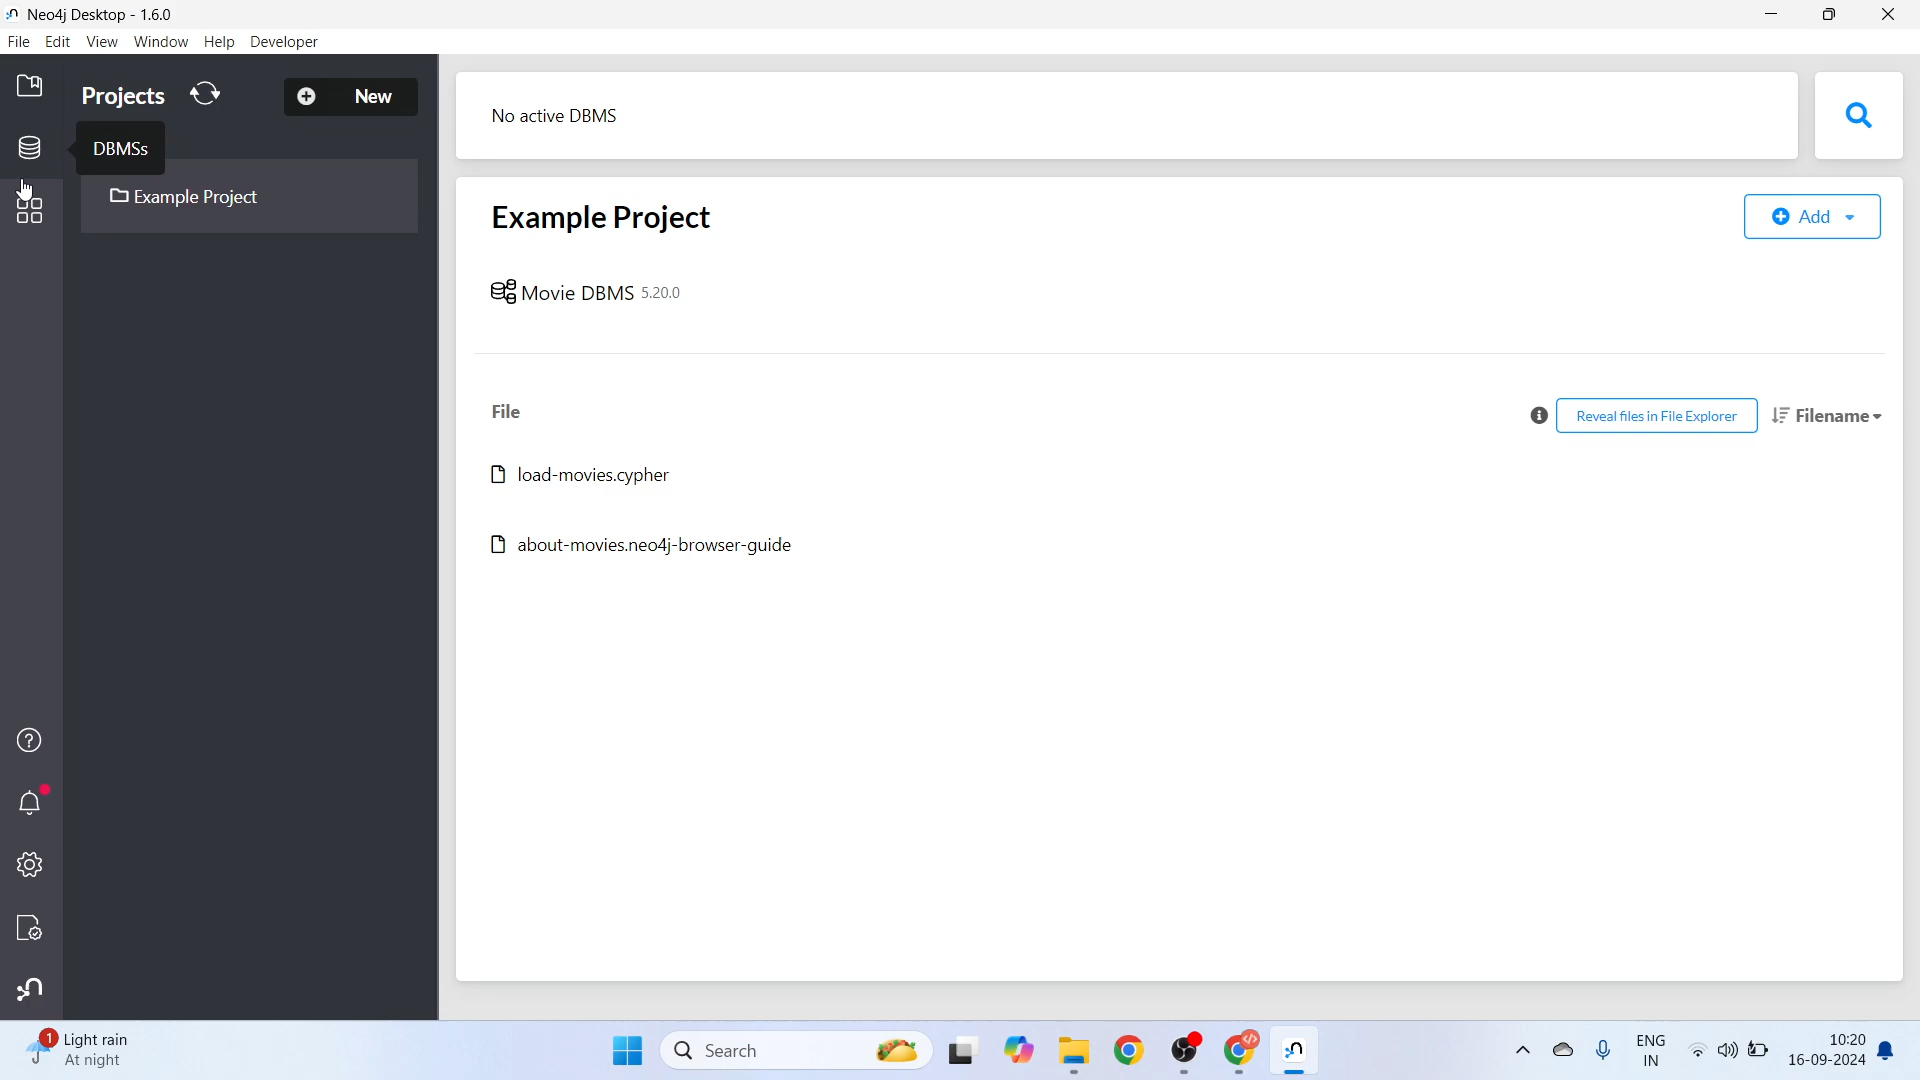 Neo4j Desktop - 1.6.0
File Edit View Window Help Developer
Projects
New
DBMSs
Example Project
No active DBMS
Example Project
Add
Movie DBMS 5.20.0
File
Reveal files in File Explorer
Filename
load-movies.cypher
about-movies.neo4j-browser-guide
1
Light rain
At night
Search
ENG
IN
10:20
16-09-2024